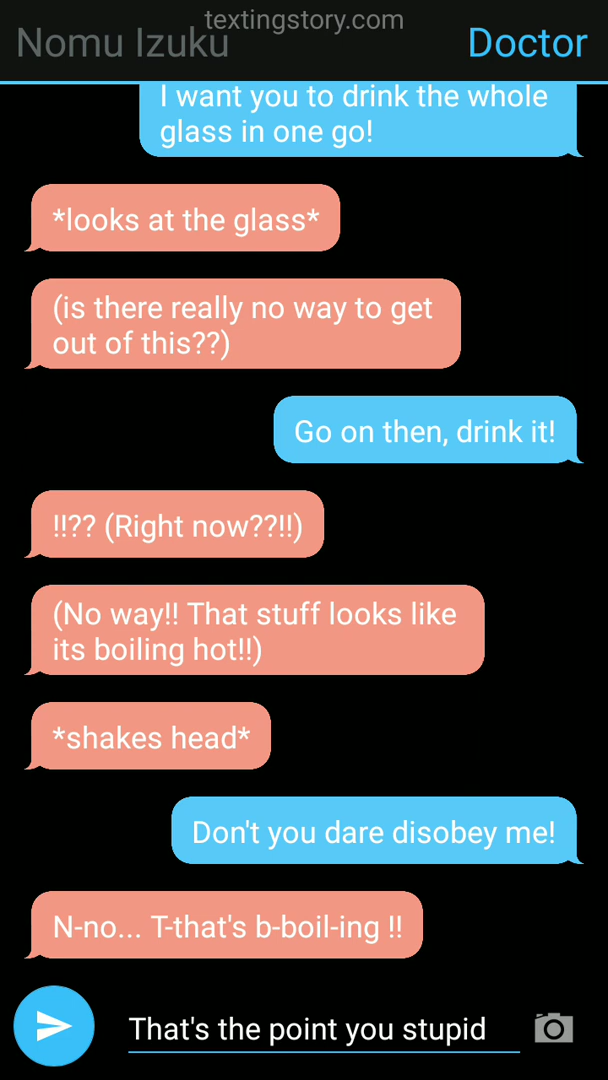 textingstory.com
Nomu Izuku
Doctor
I want you to drink the whole
glass in one go!
*looks at the glass*
(is there really no way to get
out of this??)
Go on then, drink it!
!!?? (Right now??!!)
(No way!! That stuff looks like
its boiling hot!!)
*shakes head*
Don't you dare disobey me!
N-no... T-that's b-boil-ing !!
That's the point you stupid